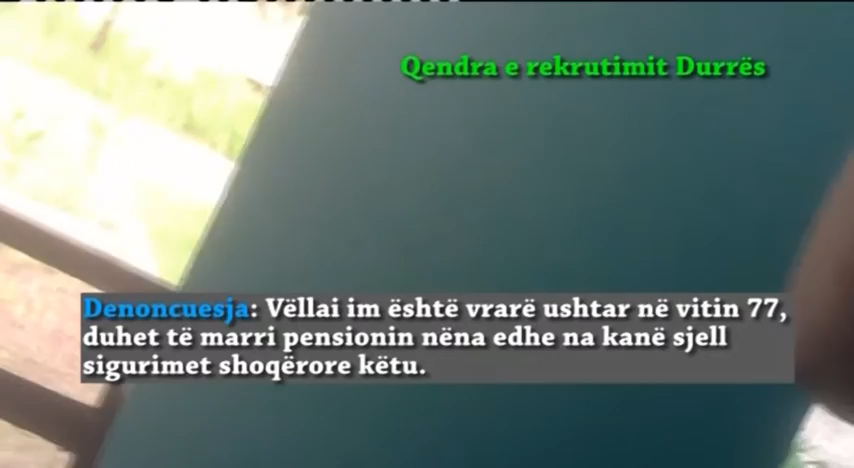 Qendra e rekrutimit Durrës
Denoncuesja: Vëllai im është vrarë ushtar në vitin 77,
duhet të marri pensionin nëna edhe na kanë sjell
sigurimet shoqërore këtu.